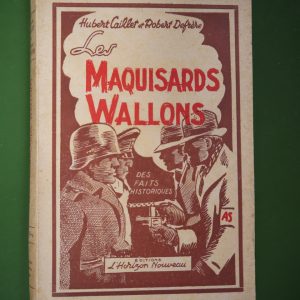 Hubert Caillet et Robert Defrère
Les
MAQUISARDS
WALLONS
DES
FAITS
HISTORIQUES
AS
EDITIONS
L'Horizon Nouveau